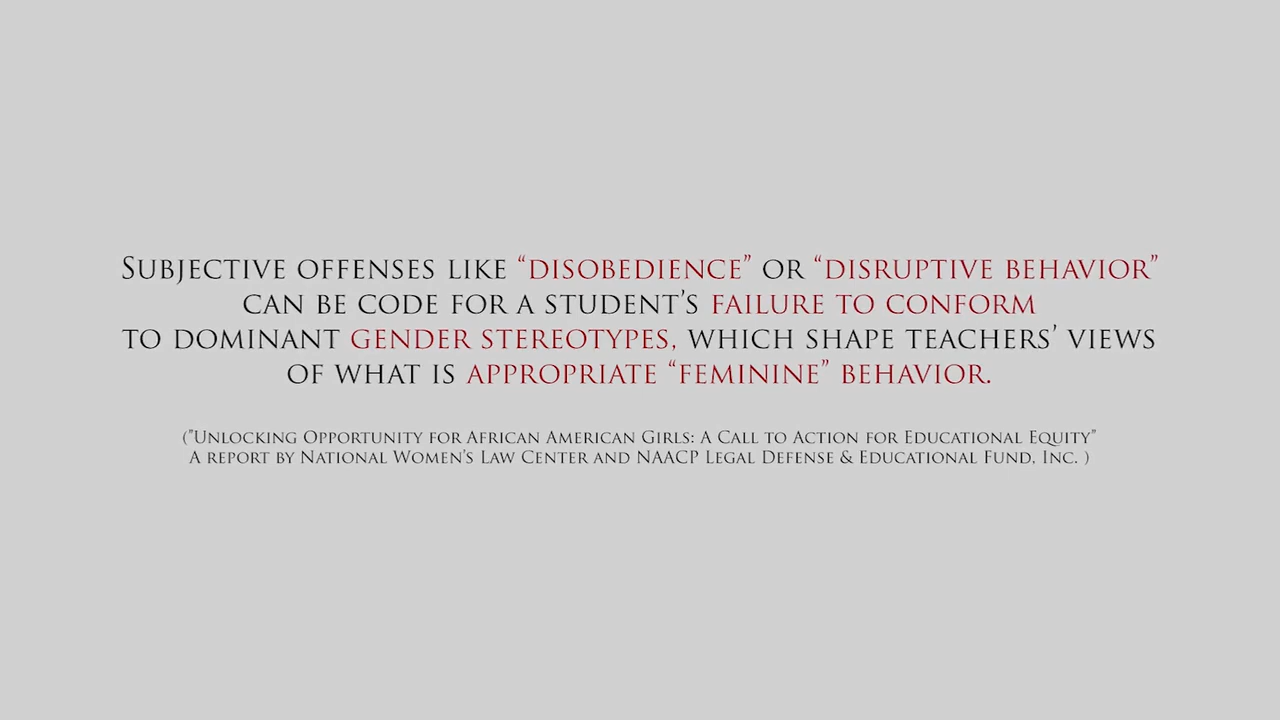 Subjective offenses like “disobedience” or “disruptive behavior”
can be code for a student’s failure to conform
to dominant gender stereotypes, which shape teachers’ views
of what is appropriate “feminine” behavior.
("Unlocking Opportunity for African American Girls: A Call to Action for Educational Equity"
A report by National Women’s Law Center and NAACP Legal Defense & Educational Fund, Inc. )